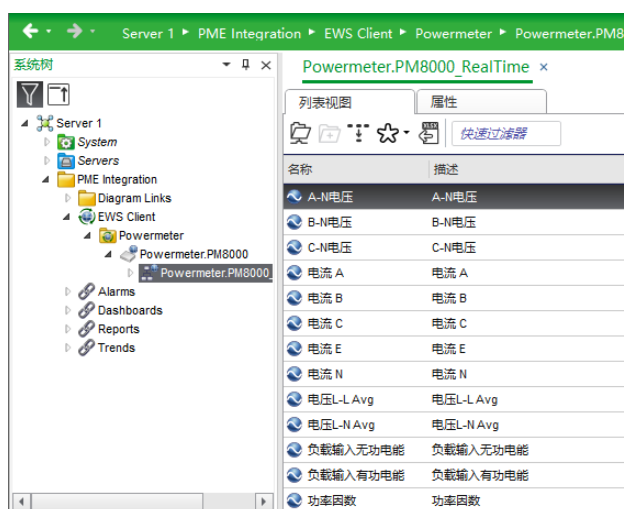 Server 1 ▸ PME Integration ▸ EWS Client ▸ Powermeter ▸ Powermeter.PM8
系统树
Powermeter.PM8000_RealTime ×
列表视图 属性
快速过滤器
Server 1
System
Servers
PME Integration
Diagram Links
EWS Client
Powermeter
Powermeter.PM8000
Powermeter.PM8000_
Alarms
Dashboards
Reports
Trends
名称 描述
A-N电压 A-N电压
B-N电压 B-N电压
C-N电压 C-N电压
电流 A 电流 A
电流 B 电流 B
电流 C 电流 C
电流 E 电流 E
电流 N 电流 N
电压L-L Avg 电压L-L Avg
电压L-N Avg 电压L-N Avg
负载输入无功电能 负载输入无功电能
负载输入有功电能 负载输入有功电能
功率因数 功率因数